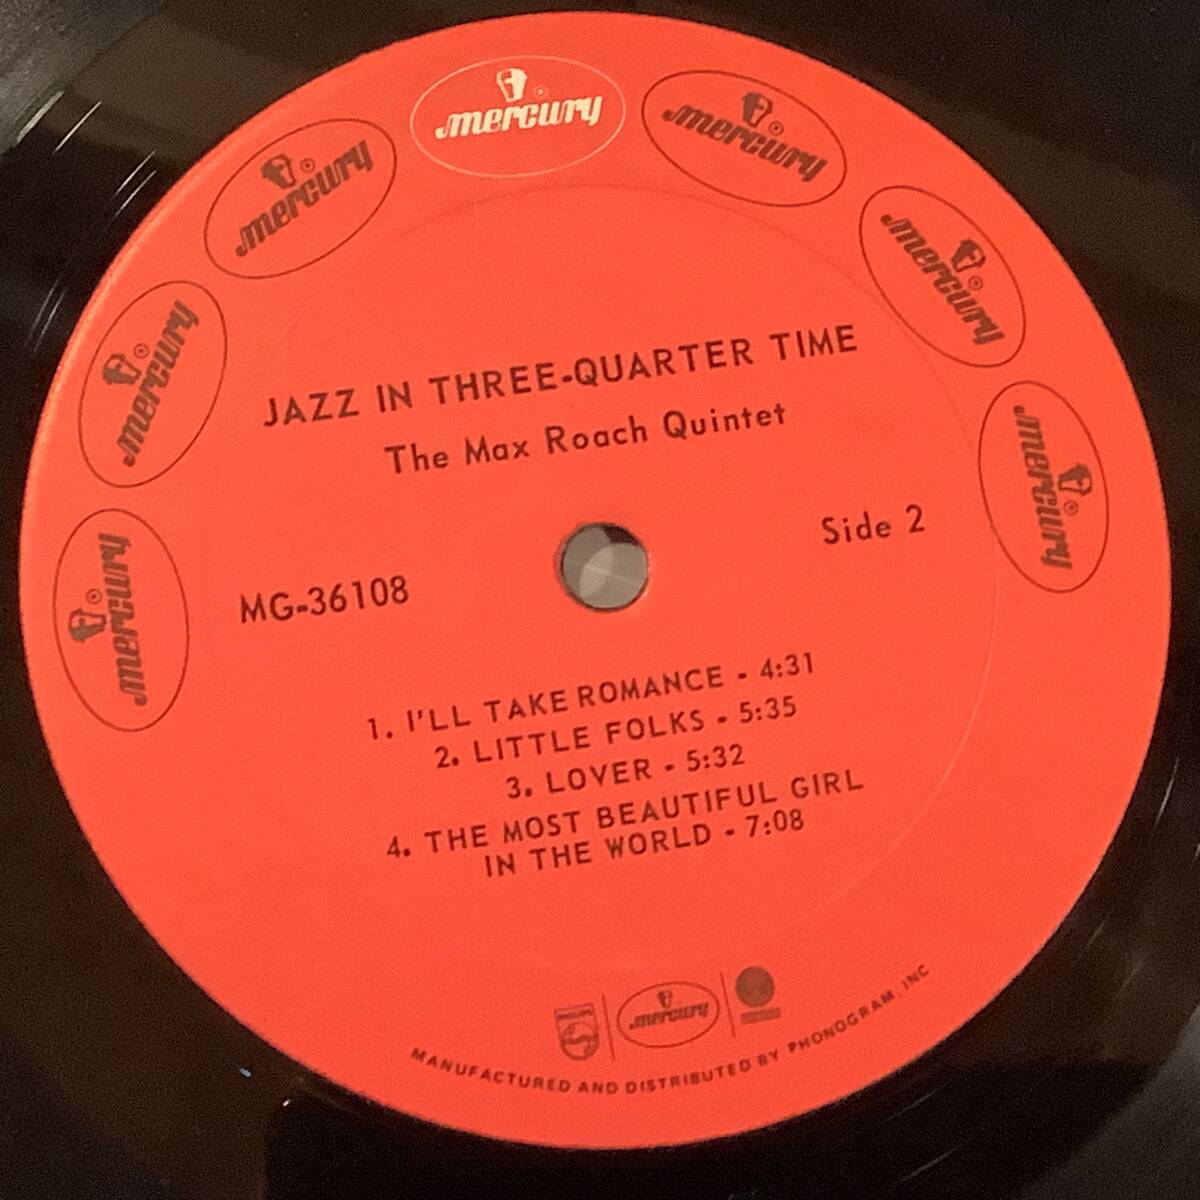 mercury
mercury
mercury
mercury
mercury
mercury
mercury
JAZZ IN THREE-QUARTER TIME
The Max Roach Quintet
Side 2
MG-36108
1. I'LL TAKE ROMANCE - 4:31
2. LITTLE FOLKS - 5:35
3. LOVER - 5:32
4. THE MOST BEAUTIFUL GIRL
IN THE WORLD - 7:08
PHILIPS
mercury
MANUFACTURED AND DISTRIBUTED BY PHONOGRAM, INC